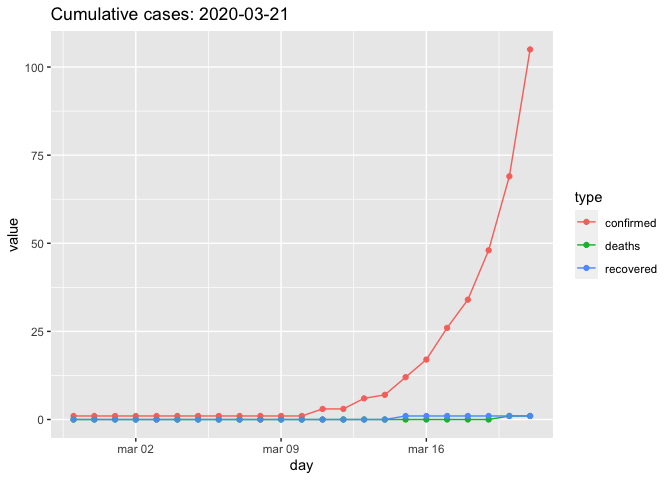 Cumulative cases: 2020-03-21
100
75
50
25
0
value
mar 02
mar 09
mar 16
day
type
confirmed
deaths
recovered